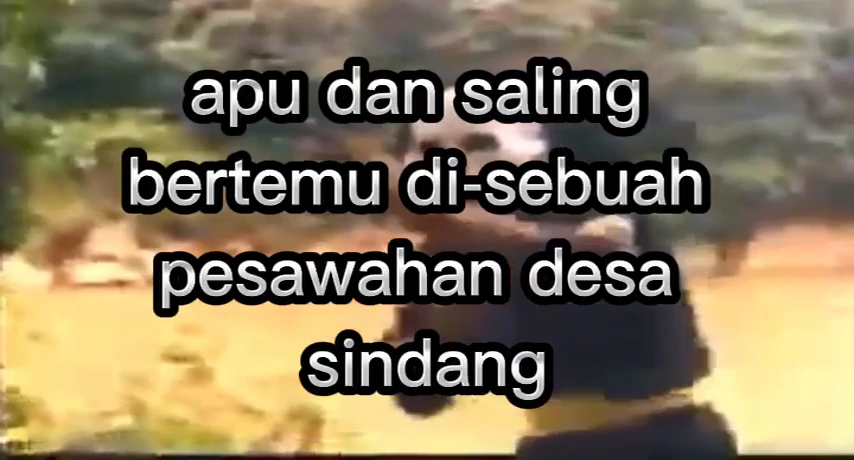 apu dan saling
bertemu di-sebuah
pesawahan desa
sindang